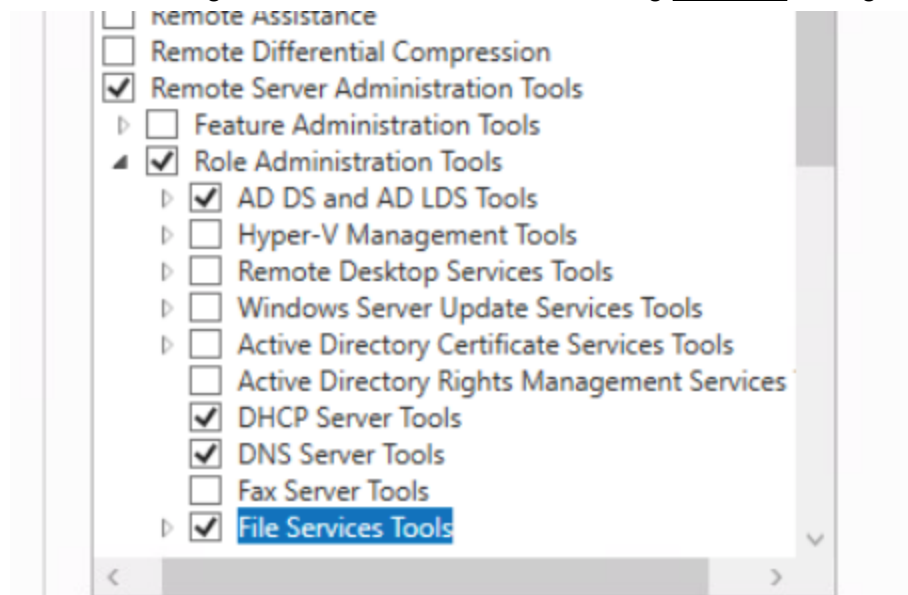 Remote Assistance
Remote Differential Compression
Remote Server Administration Tools
Feature Administration Tools
Role Administration Tools
AD DS and AD LDS Tools
Hyper-V Management Tools
Remote Desktop Services Tools
Windows Server Update Services Tools
Active Directory Certificate Services Tools
Active Directory Rights Management Services
DHCP Server Tools
DNS Server Tools
Fax Server Tools
File Services Tools